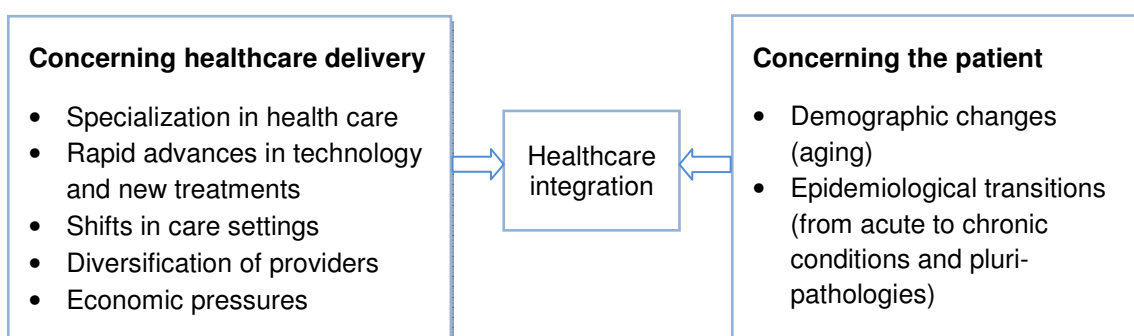 Concerning healthcare delivery
• Specialization in health care
• Rapid advances in technology
and new treatments
• Shifts in care settings
• Diversification of providers
• Economic pressures
Healthcare
integration
Concerning the patient
• Demographic changes
(aging)
• Epidemiological transitions
(from acute to chronic
conditions and pluri-
pathologies)